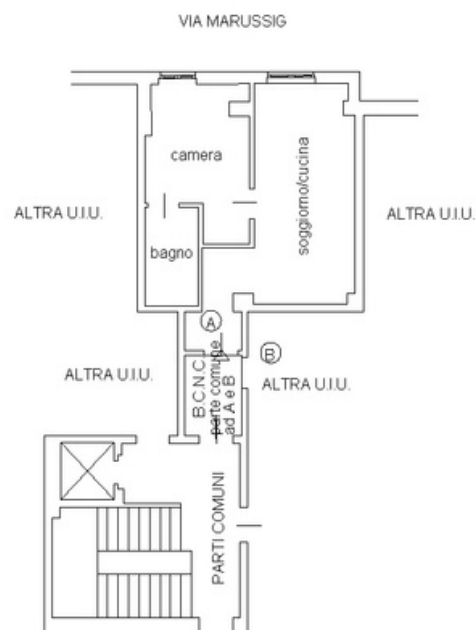 VIA MARUSSIG
camera
soggiorno/cucina
ALTRA U.I.U.
ALTRA U.I.U.
bagno
A
B
ALTRA U.I.U.
B.C.N.C.
parte comune
ad A e B
ALTRA U.I.U.
PARTI COMUNI